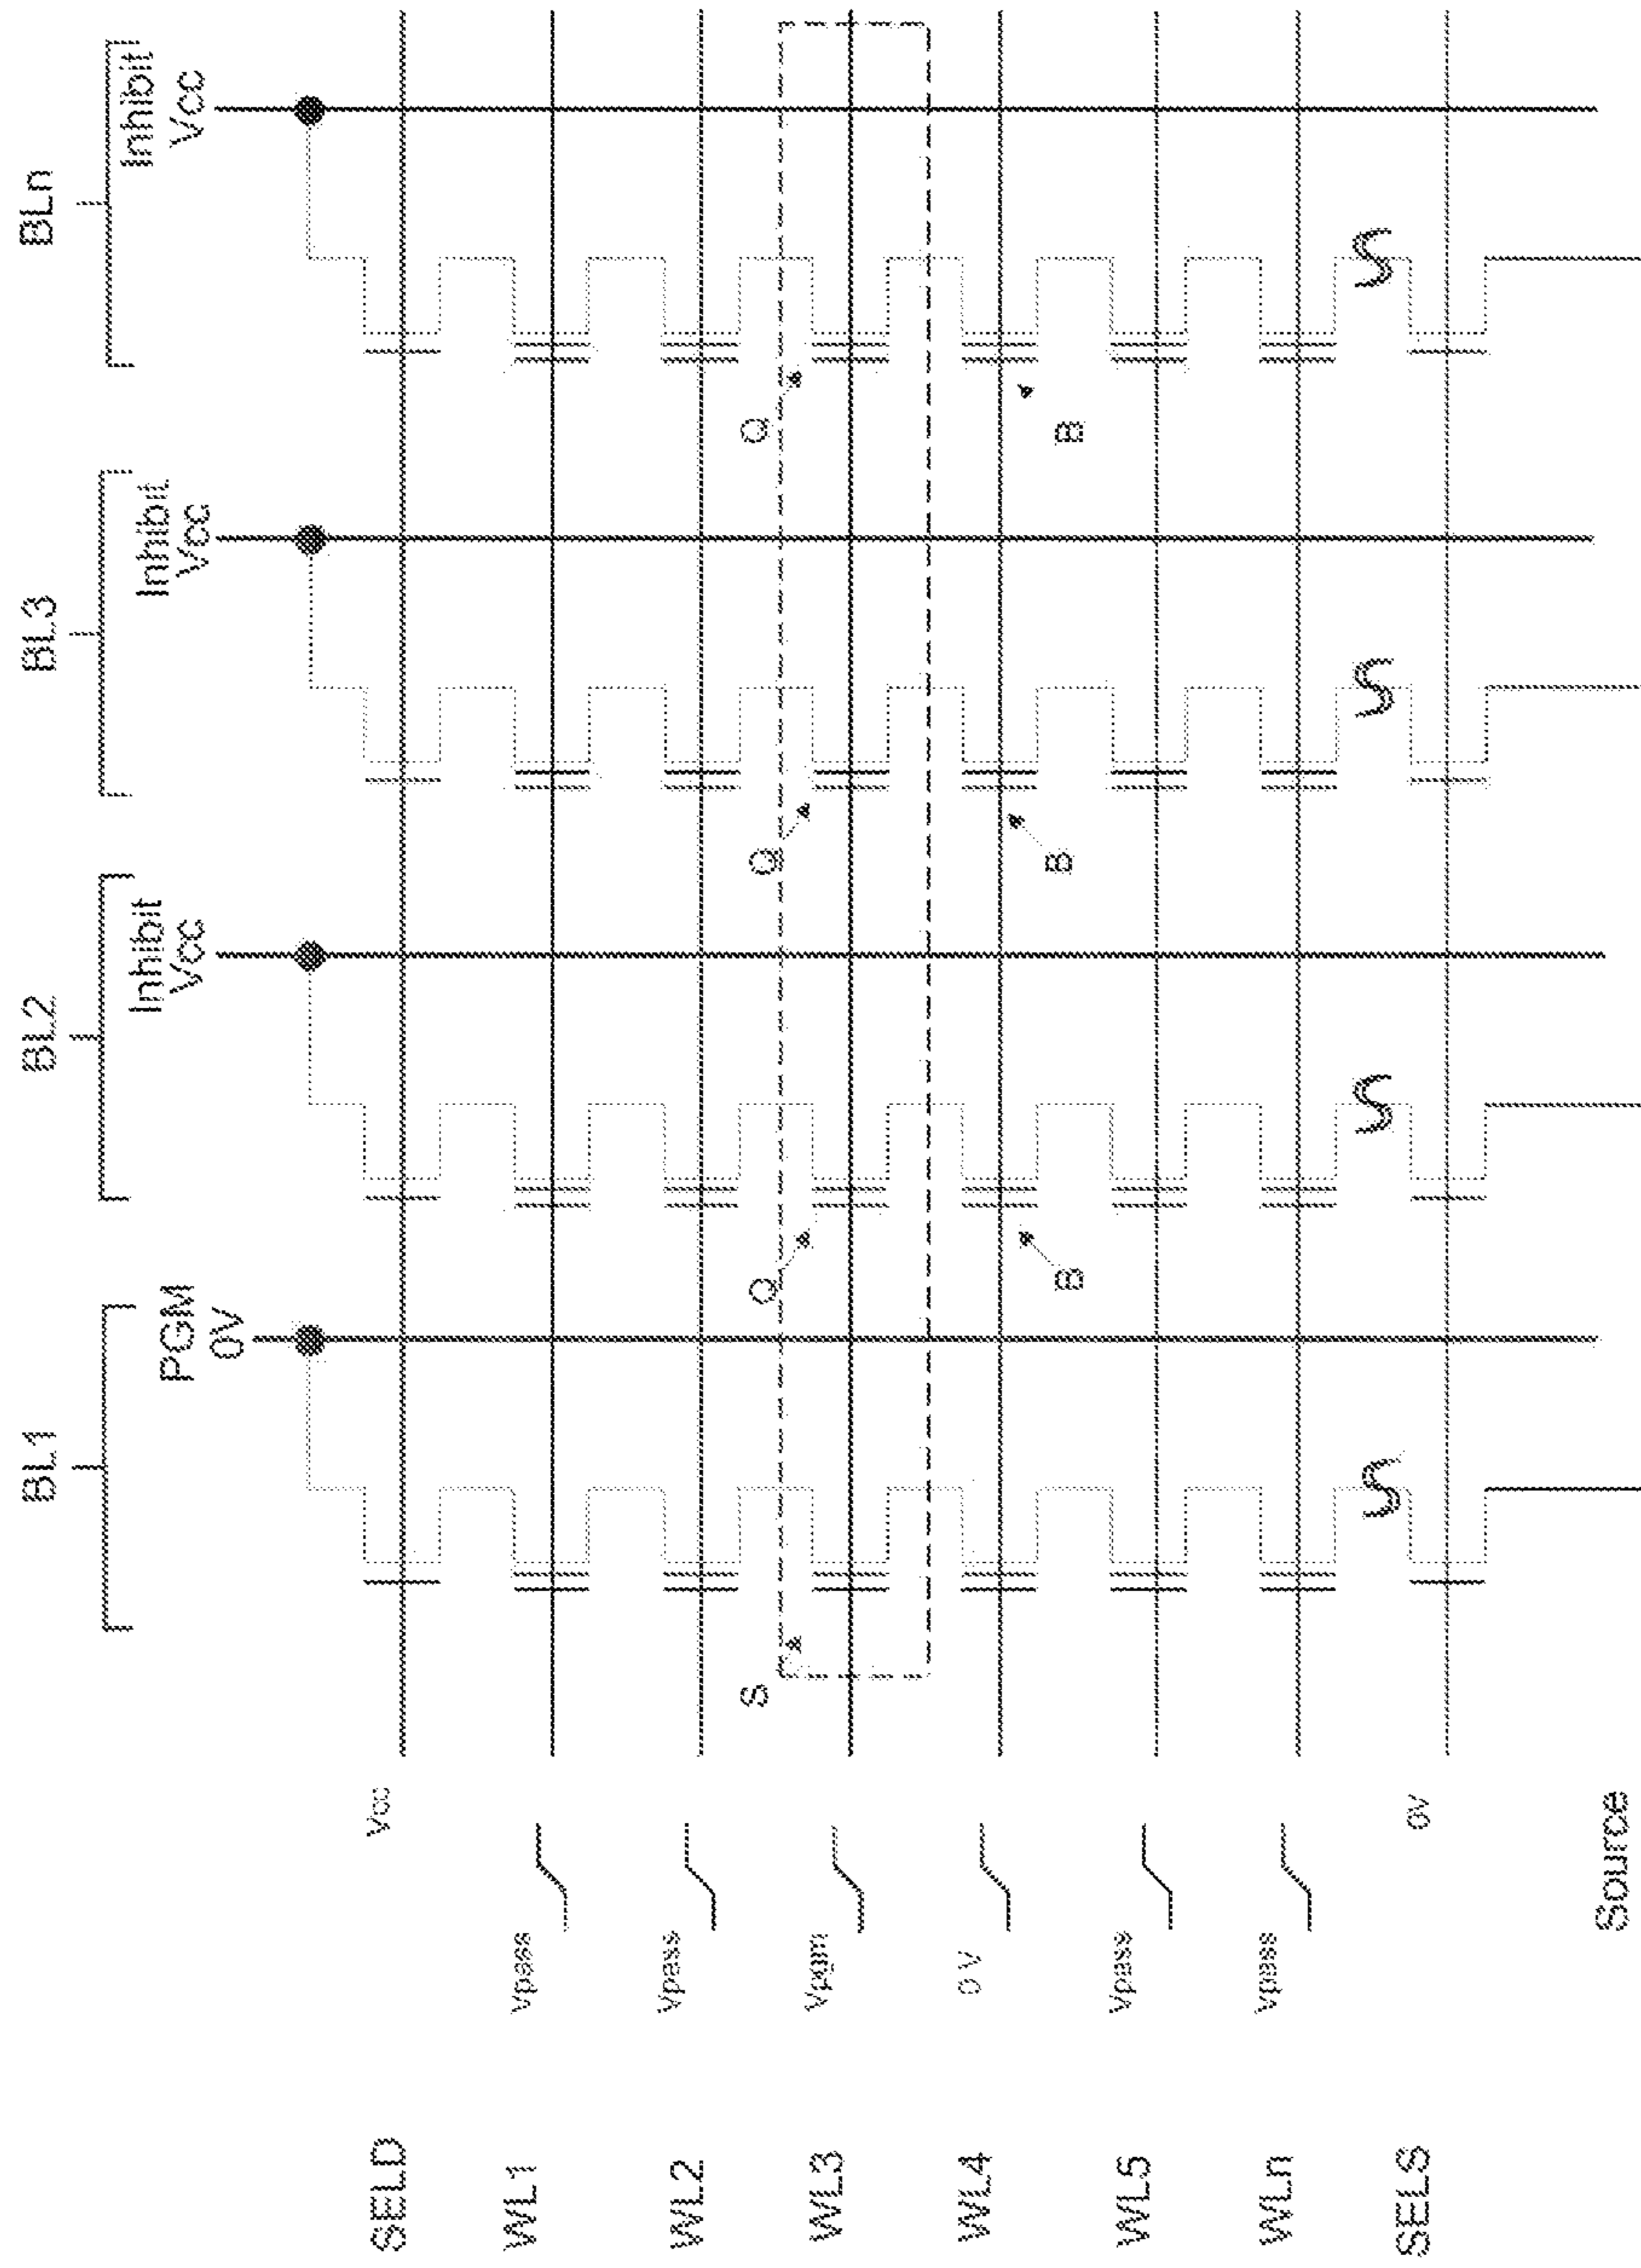 BL1
BL2
BL3
BLn
PGM
0V
Inhibit
Vcc
Inhibit
Vcc
Inhibit
Vcc
SELD
Vcc
WL1
Vpass
WL2
Vpass
S
Q
Q
Q
WL3
Vpgm
WL4
0 V
B
B
B
WL5
Vpass
WLn
Vpass
SELS
0V
Source